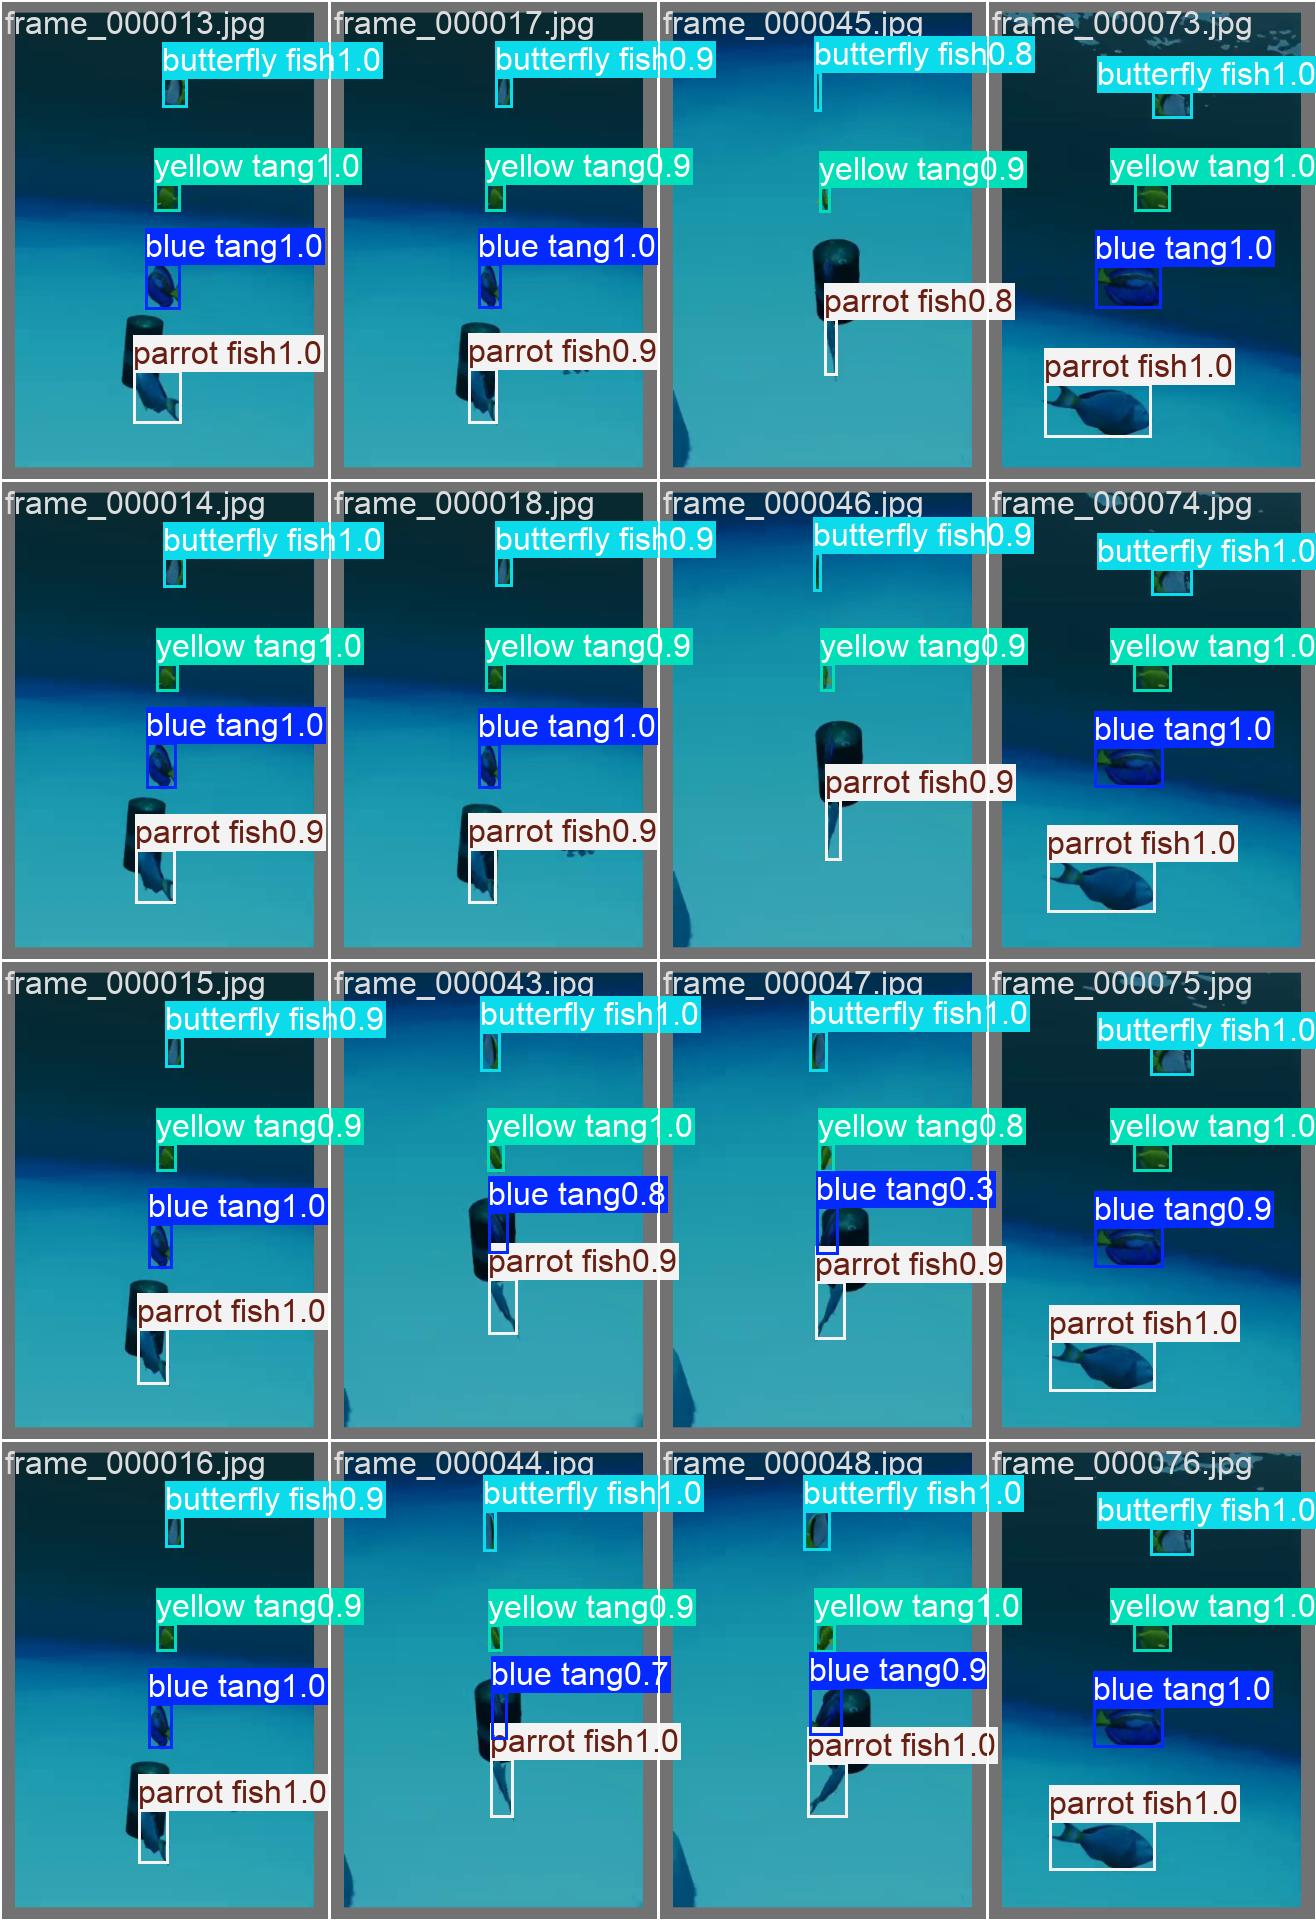 frame_000013.jpg
butterfly fish1.0
yellow tang1.0
blue tang1.0
parrot fish1.0
frame_000017.jpg
butterfly fish0.9
yellow tang0.9
blue tang1.0
parrot fish0.9
frame_000045.jpg
butterfly fish0.8
yellow tang0.9
parrot fish0.8
frame_000073.jpg
butterfly fish1.0
yellow tang1.0
blue tang1.0
parrot fish1.0
frame_000014.jpg
butterfly fish1.0
yellow tang1.0
blue tang1.0
parrot fish0.9
frame_000018.jpg
butterfly fish0.9
yellow tang0.9
blue tang1.0
parrot fish0.9
frame_000046.jpg
butterfly fish0.9
yellow tang0.9
parrot fish0.9
frame_000074.jpg
butterfly fish1.0
yellow tang1.0
blue tang1.0
parrot fish1.0
frame_000015.jpg
butterfly fish0.9
yellow tang0.9
blue tang1.0
parrot fish1.0
frame_000043.jpg
butterfly fish1.0
yellow tang1.0
blue tang0.8
parrot fish0.9
frame_000047.jpg
butterfly fish1.0
yellow tang0.8
blue tang0.3
parrot fish0.9
frame_000075.jpg
butterfly fish1.0
yellow tang1.0
blue tang0.9
parrot fish1.0
frame_000016.jpg
butterfly fish0.9
yellow tang0.9
blue tang1.0
parrot fish1.0
frame_000044.jpg
butterfly fish1.0
yellow tang0.9
blue tang0.7
parrot fish1.0
frame_000048.jpg
butterfly fish1.0
yellow tang1.0
blue tang0.9
parrot fish1.0
frame_000076.jpg
butterfly fish1.0
yellow tang1.0
blue tang1.0
parrot fish1.0